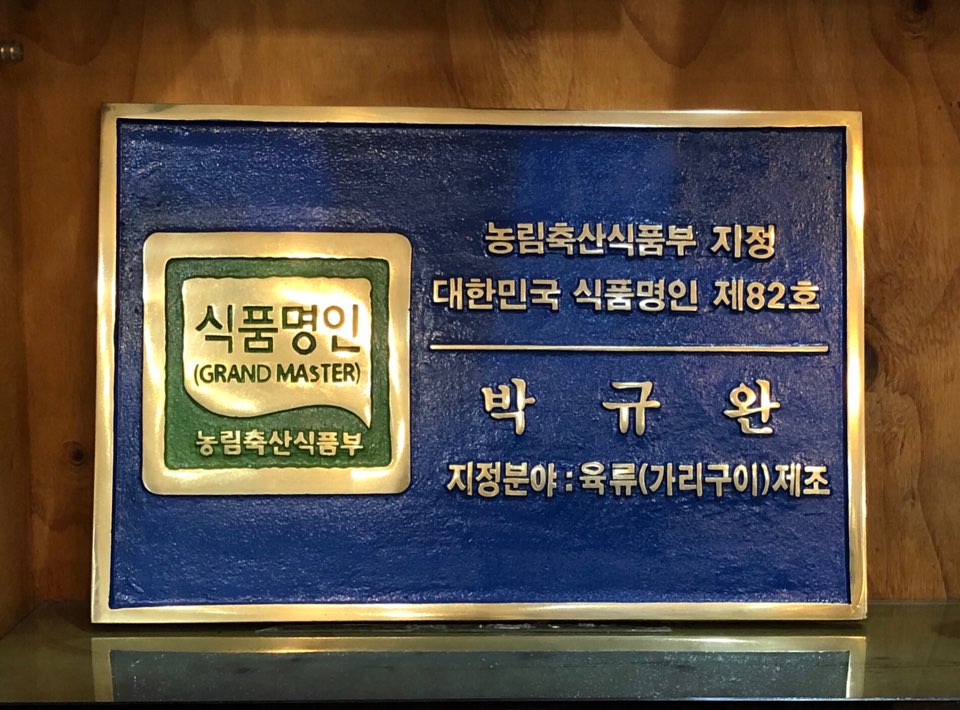 식품명인
(GRAND MASTER)
농림축산식품부
농림축산식품부 지정
대한민국 식품명인 제82호
박 규 완
지정분야 : 육류(가리구이)제조